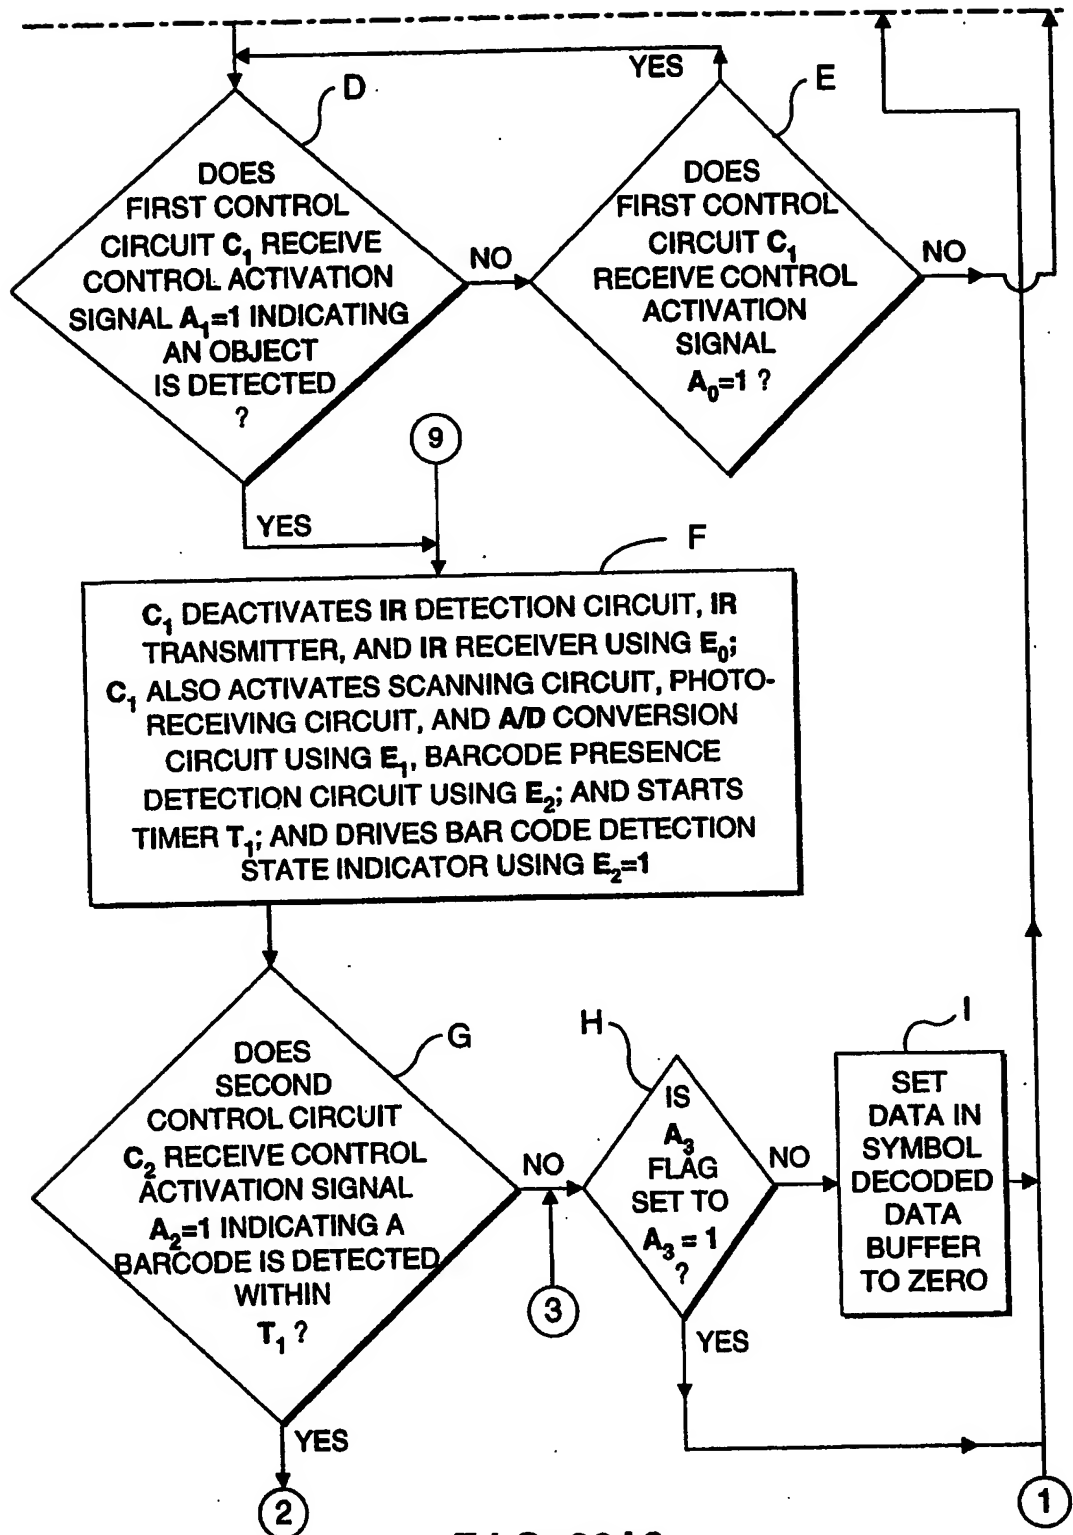 YES
D
E
DOES
FIRST CONTROL
CIRCUIT C₁ RECEIVE
CONTROL ACTIVATION
SIGNAL A₁=1 INDICATING
AN OBJECT
IS DETECTED
?
NO
DOES
FIRST CONTROL
CIRCUIT C₁
RECEIVE CONTROL
ACTIVATION
SIGNAL
A₀=1 ?
NO
9
YES
F
C₁ DEACTIVATES IR DETECTION CIRCUIT, IR
TRANSMITTER, AND IR RECEIVER USING E₀;
C₁ ALSO ACTIVATES SCANNING CIRCUIT, PHOTO-
RECEIVING CIRCUIT, AND A/D CONVERSION
CIRCUIT USING E₁, BARCODE PRESENCE
DETECTION CIRCUIT USING E₂; AND STARTS
TIMER T₁; AND DRIVES BAR CODE DETECTION
STATE INDICATOR USING E₂=1
G
DOES
SECOND
CONTROL CIRCUIT
C₂ RECEIVE CONTROL
ACTIVATION SIGNAL
A₂=1 INDICATING A
BARCODE IS DETECTED
WITHIN
T₁ ?
NO
3
H
IS
A₃
FLAG
SET TO
A₃ = 1
?
NO
I
SET
DATA IN
SYMBOL
DECODED
DATA
BUFFER
TO ZERO
YES
YES
2
1